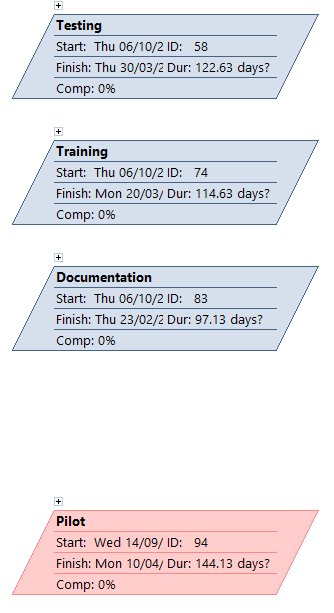 Testing
Start: Thu 06/10/2 ID: 58
Finish: Thu 30/03/2 Dur: 122.63 days?
Comp: 0%
Training
Start: Thu 06/10/2 ID: 74
Finish: Mon 20/03/ Dur: 114.63 days?
Comp: 0%
Documentation
Start: Thu 06/10/2 ID: 83
Finish: Thu 23/02/2 Dur: 97.13 days?
Comp: 0%
Pilot
Start: Wed 14/09/ ID: 94
Finish: Mon 10/04/ Dur: 144.13 days?
Comp: 0%